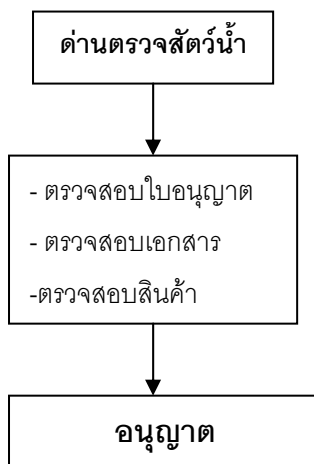 ด่านตรวจสัตว์น้ำ
- ตรวจสอบใบอนุญาต
- ตรวจสอบเอกสาร
-ตรวจสอบสินค้า
อนุญาต